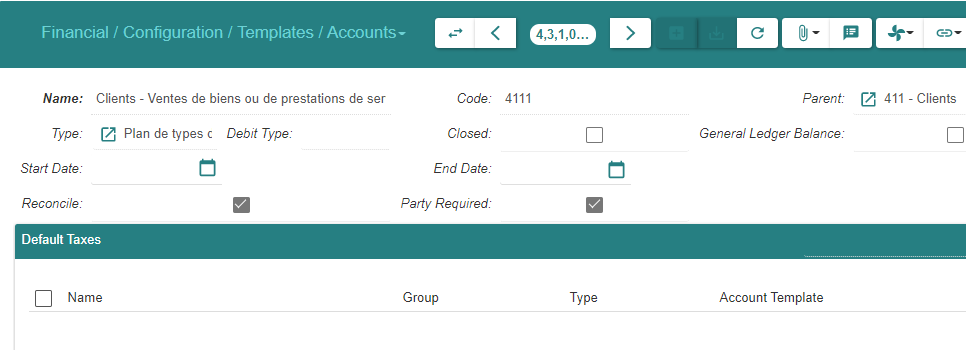 Financial / Configuration / Templates / Accounts
4,3,1,0...
Name: Clients - Ventes de biens ou de prestations de ser Code: 4111 Parent: 411 - Clients
Type: Plan de types Debit Type: Closed: General Ledger Balance:
Start Date: End Date:
Reconcile: Party Required:
Default Taxes
Name Group Type Account Template